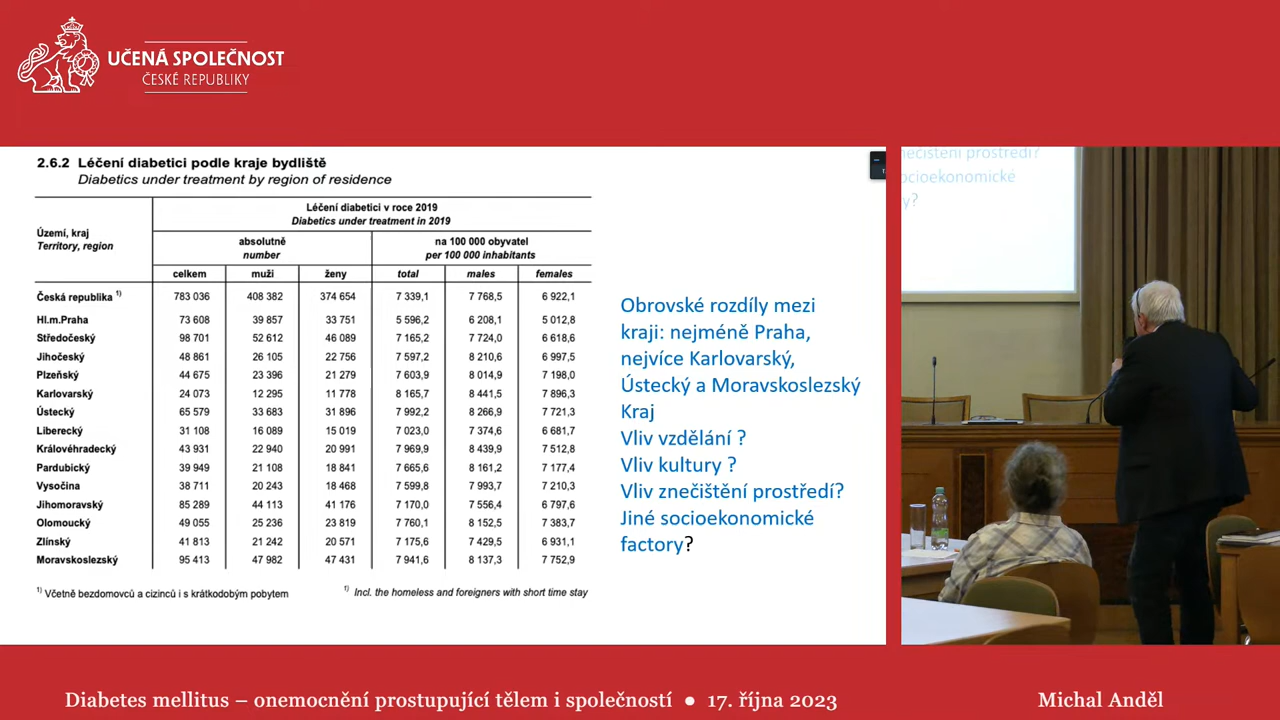 UČENÁ SPOLEČNOST
ČESKÉ REPUBLIKY
2.6.2 Léčení diabetici podle kraje bydliště
Diabetics under treatment by region of residence
Území, kraj
Territory, region
Léčení diabetici v roce 2019
Diabetics under treatment in 2019
absolutně
number
na 100 000 obyvatel
per 100 000 inhabitants
celkem muži ženy total males females
Česká republika 1) 783 036 408 382 374 654 7 339,1 7 768,5 6 922,1
Hl.m.Praha 73 608 39 857 33 751 5 596,2 6 208,1 5 012,8
Středočeský 98 701 52 612 46 089 7 165,2 7 724,0 6 618,6
Jihočeský 48 861 26 105 22 756 7 597,2 8 210,6 6 997,5
Plzeňský 44 675 23 396 21 279 7 603,9 8 014,9 7 198,0
Karlovarský 24 073 12 295 11 778 8 165,7 8 441,5 7 896,3
Ústecký 65 579 33 683 31 896 7 992,2 8 266,9 7 721,3
Liberecký 31 108 16 089 15 019 7 023,0 7 374,6 6 681,7
Královéhradecký 43 931 22 940 20 991 7 969,9 8 439,9 7 512,8
Pardubický 39 949 21 108 18 841 7 665,6 8 161,2 7 177,4
Vysočina 38 711 20 243 18 468 7 599,8 7 993,7 7 210,3
Jihomoravský 85 289 44 113 41 176 7 170,0 7 556,4 6 797,6
Olomoucký 49 055 25 236 23 819 7 760,1 8 152,5 7 383,7
Zlínský 41 813 21 242 20 571 7 175,6 7 429,5 6 931,1
Moravskoslezský 95 413 47 982 47 431 7 941,6 8 137,3 7 752,9
1) Včetně bezdomovců a cizinců i s krátkodobým pobytem
1) Incl. the homeless and foreigners with short time stay
Obrovské rozdíly mezi
kraji: nejméně Praha,
nejvíce Karlovarský,
Ústecký a Moravskoslezský
Kraj
Vliv vzdělání ?
Vliv kultury ?
Vliv znečištění prostředí?
Jiné socioekonomické
factory?
nečištění prostředí?
ocioekonomické
y?
Diabetes mellitus – onemocnění prostupující tělem i společností ● 17. října 2023
Michal Anděl